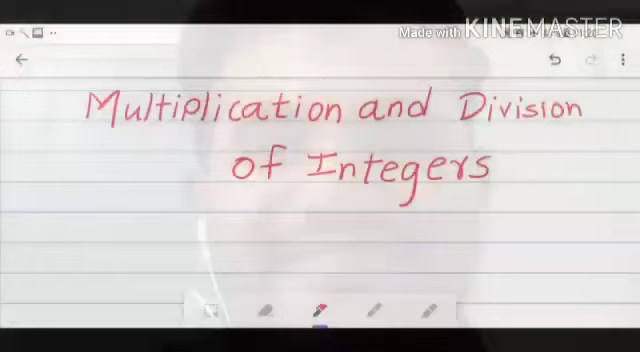 Made with KINEMASTER
Multiplication and Division
of Integers